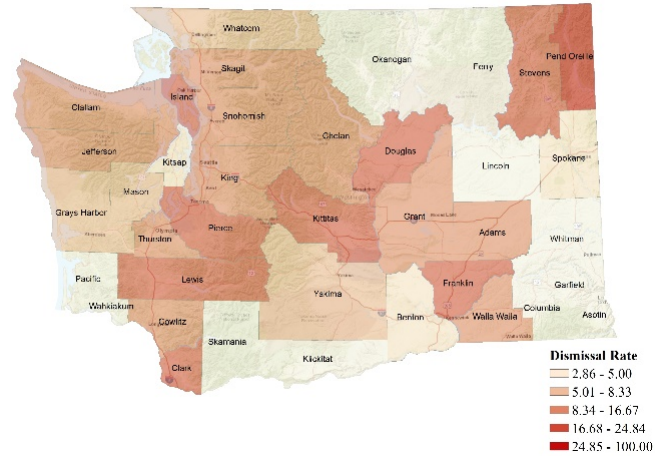 Whatcom
Okanogan
Ferry
Pend Oreille
Stevens
Skagit
Island
Clallam
Snohomish
Chelan
Jefferson
Douglas
Kitsap
Lincoln
Spokane
King
Mason
Grays Harbor
Kittitas
Grant
Pierce
Thurston
Adams
Whitman
Pacific
Lewis
Yakima
Franklin
Garfield
Wahkiakum
Columbia
Asotin
Cowlitz
Benton
Walla Walla
Skamania
Klickitat
Clark
Dismissal Rate
2.86 - 5.00
5.01 - 8.33
8.34 - 16.67
16.68 - 24.84
24.85 - 100.00